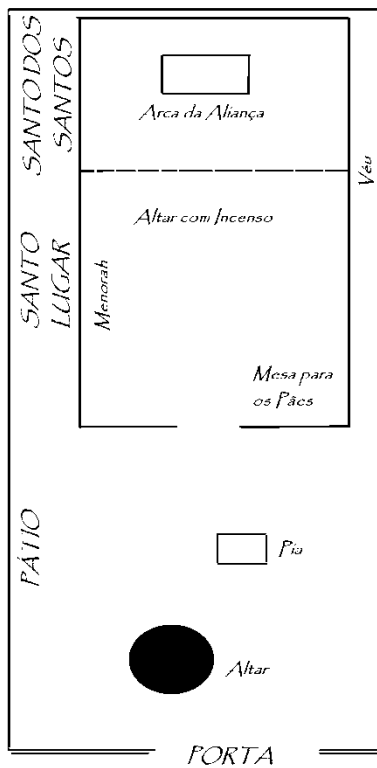 SANTO DOS
SANTOS
Arca da Aliança
Véu
Altar com Incenso
SANTO
LUGAR
Menorah
Mesa para
os Pães
PÁTIO
Pia
Altar
PORTA